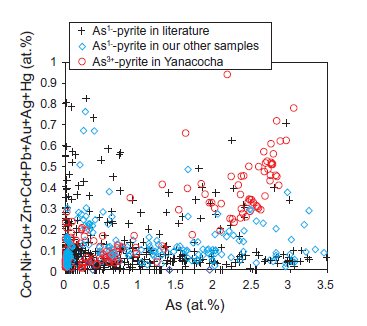 As¹⁻-pyrite in literature
As¹⁻-pyrite in our other samples
As³⁺-pyrite in Yanacocha
Co+Ni+Cu+Zn+Cd+Pb+Au+Ag+Hg (at.%)
1
0.9
0.8
0.7
0.6
0.5
0.4
0.3
0.2
0.1
0
0 0.5 1 1.5 2 2.5 3 3.5
As (at.%)